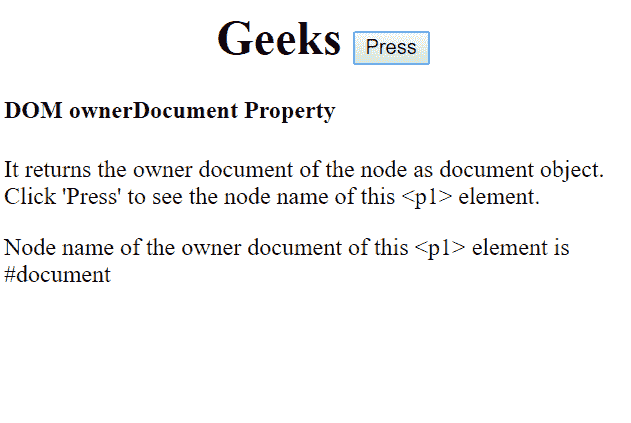 Geeks Press
DOM ownerDocument Property
It returns the owner document of the node as document object.
Click 'Press' to see the node name of this <p1> element.
Node name of the owner document of this <p1> element is
#document